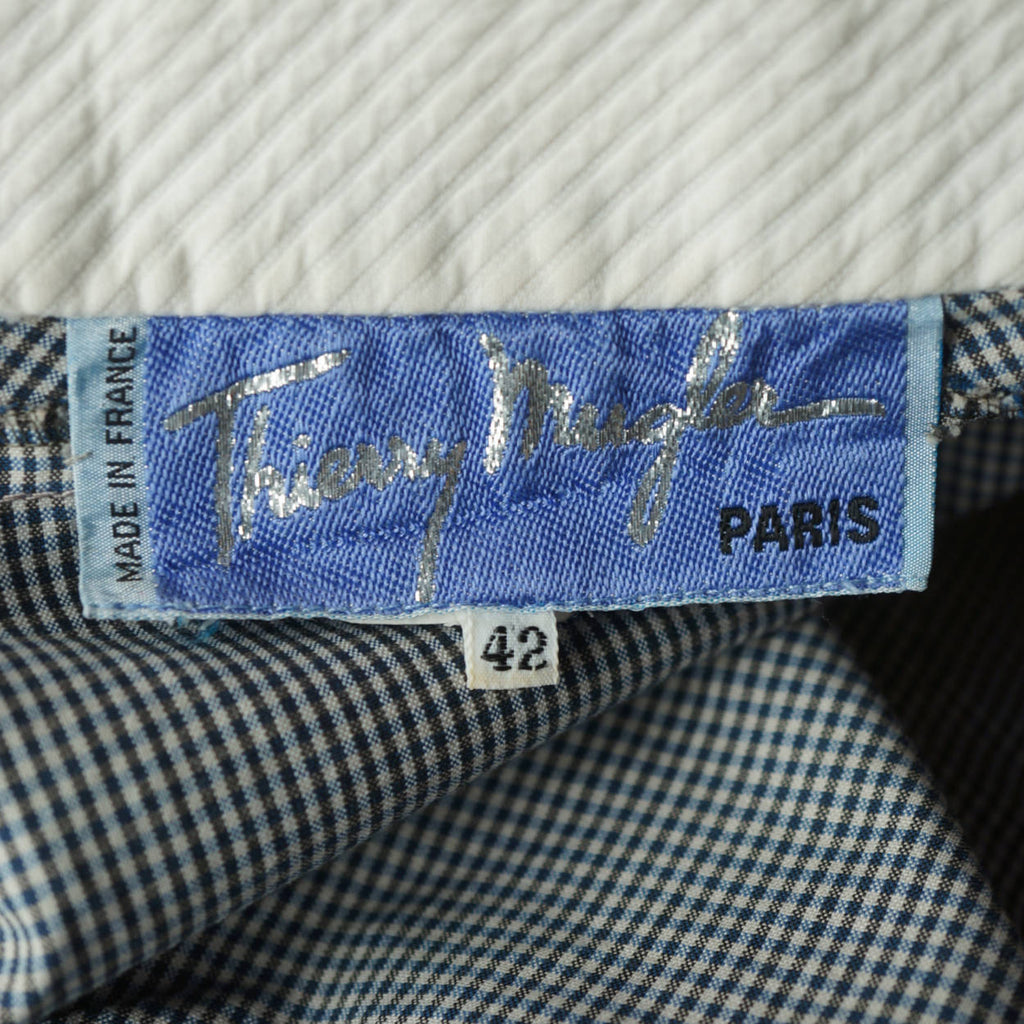 MADE IN FRANCE
Thierry Mugler
PARIS
42